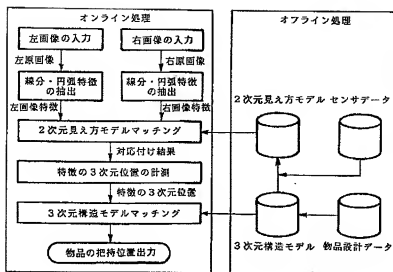 オンライン処理
左画像の入力
右画像の入力
左原画像
右原画像
線分・円弧特徴
の抽出
線分・円弧特徴
の抽出
左画像特徴
右画像特徴
2次元見え方モデルマッチング
対応付け結果
特徴の3次元位置の計測
特徴の3次元位置
3次元構造モデルマッチング
物品の把持位置出力
オフライン処理
2次元見え方モデル
センサデータ
3次元構造モデル
物品設計データ